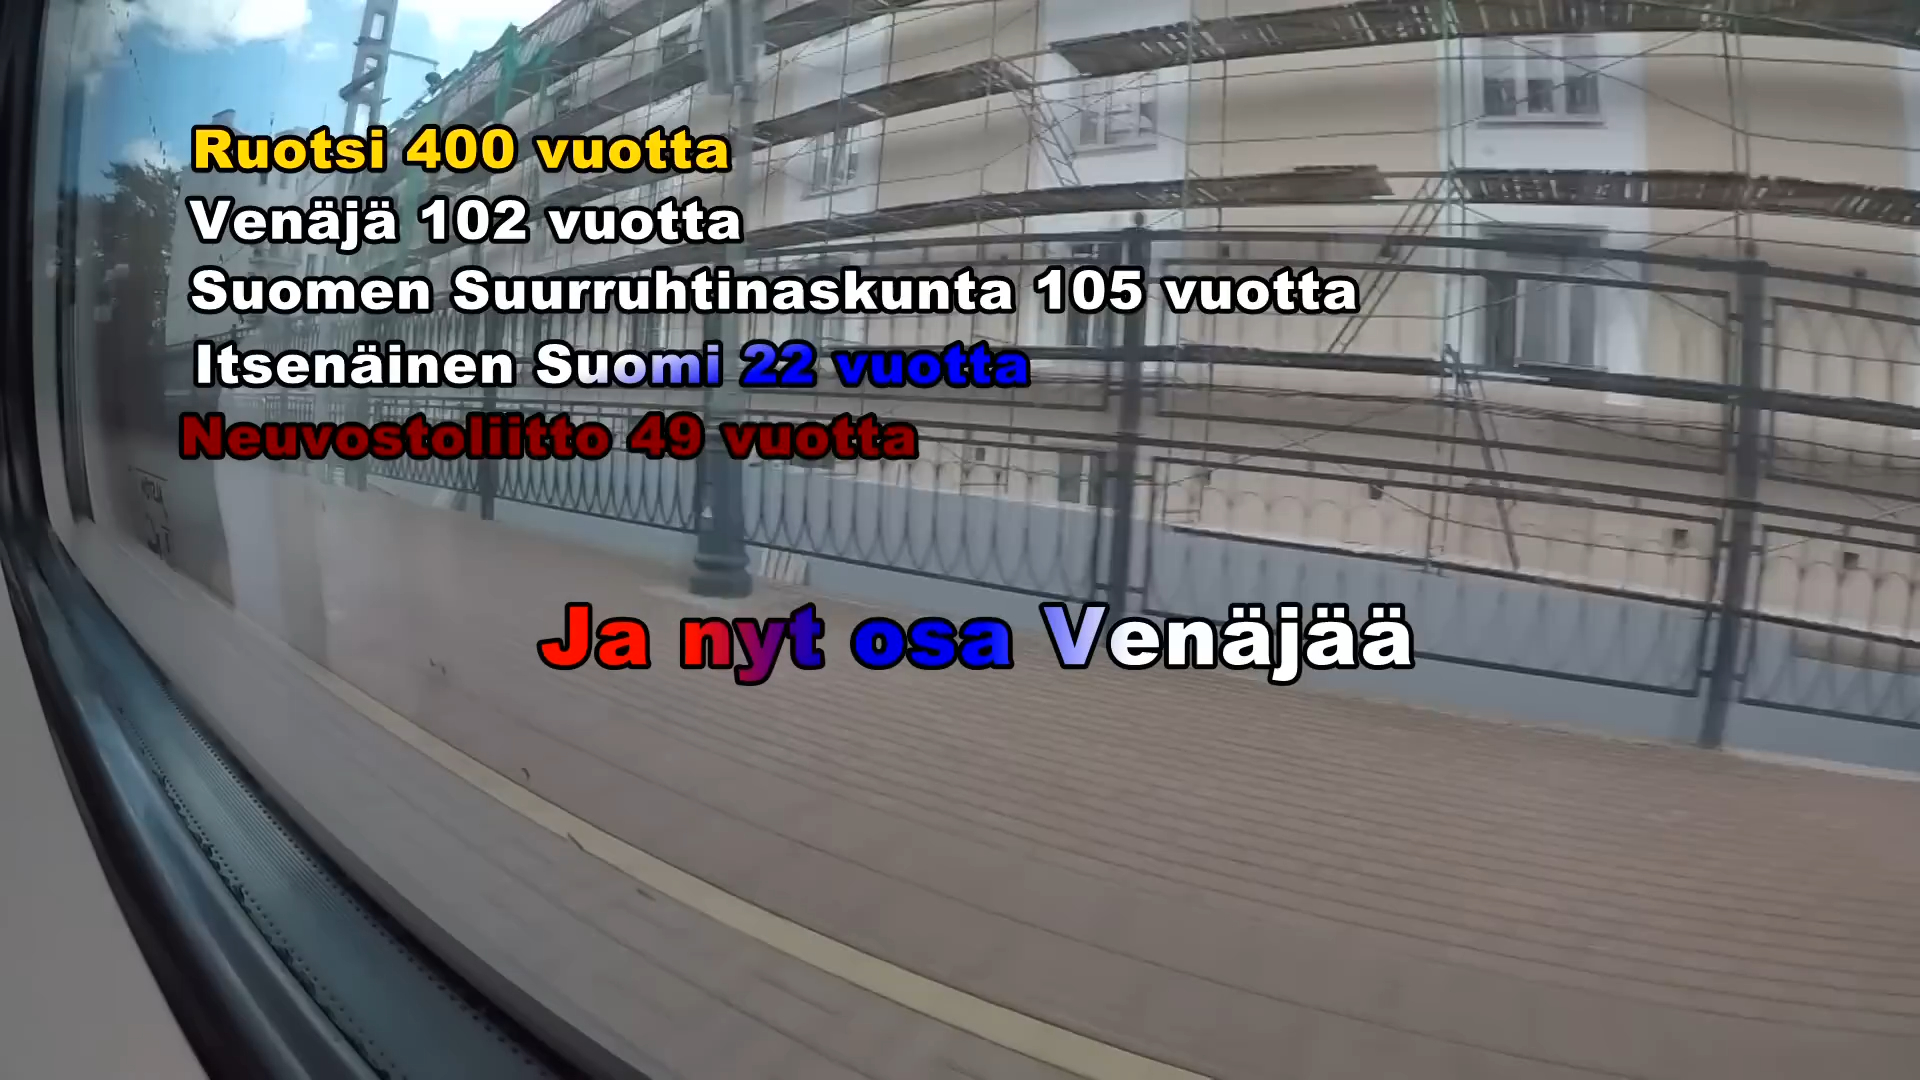 Ruotsi 400 vuotta
Venäjä 102 vuotta
Suomen Suurruhtinaskunta 105 vuotta
Itsenäinen Suomi 22 vuotta
Neuvostoliitto 49 vuotta
Ja nyt osa Venäjää